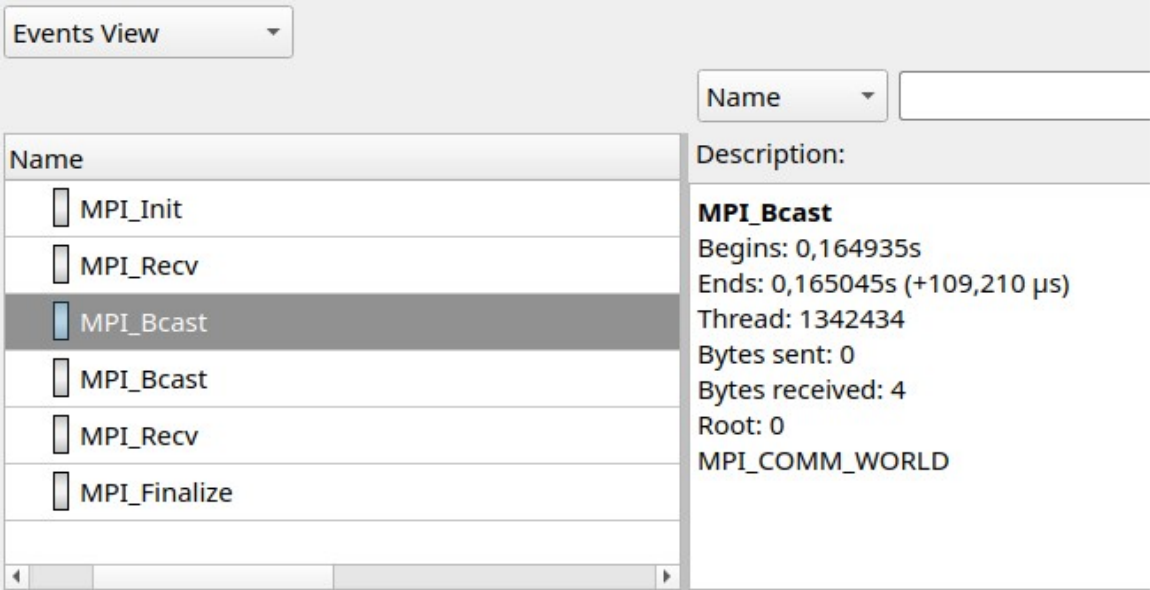 Events View
Name
Name
Description:
MPI_Init
MPI_Recv
MPI_Bcast
MPI_Bcast
MPI_Recv
MPI_Finalize
MPI_Bcast
Begins: 0,164935s
Ends: 0,165045s (+109,210 µs)
Thread: 1342434
Bytes sent: 0
Bytes received: 4
Root: 0
MPI_COMM_WORLD